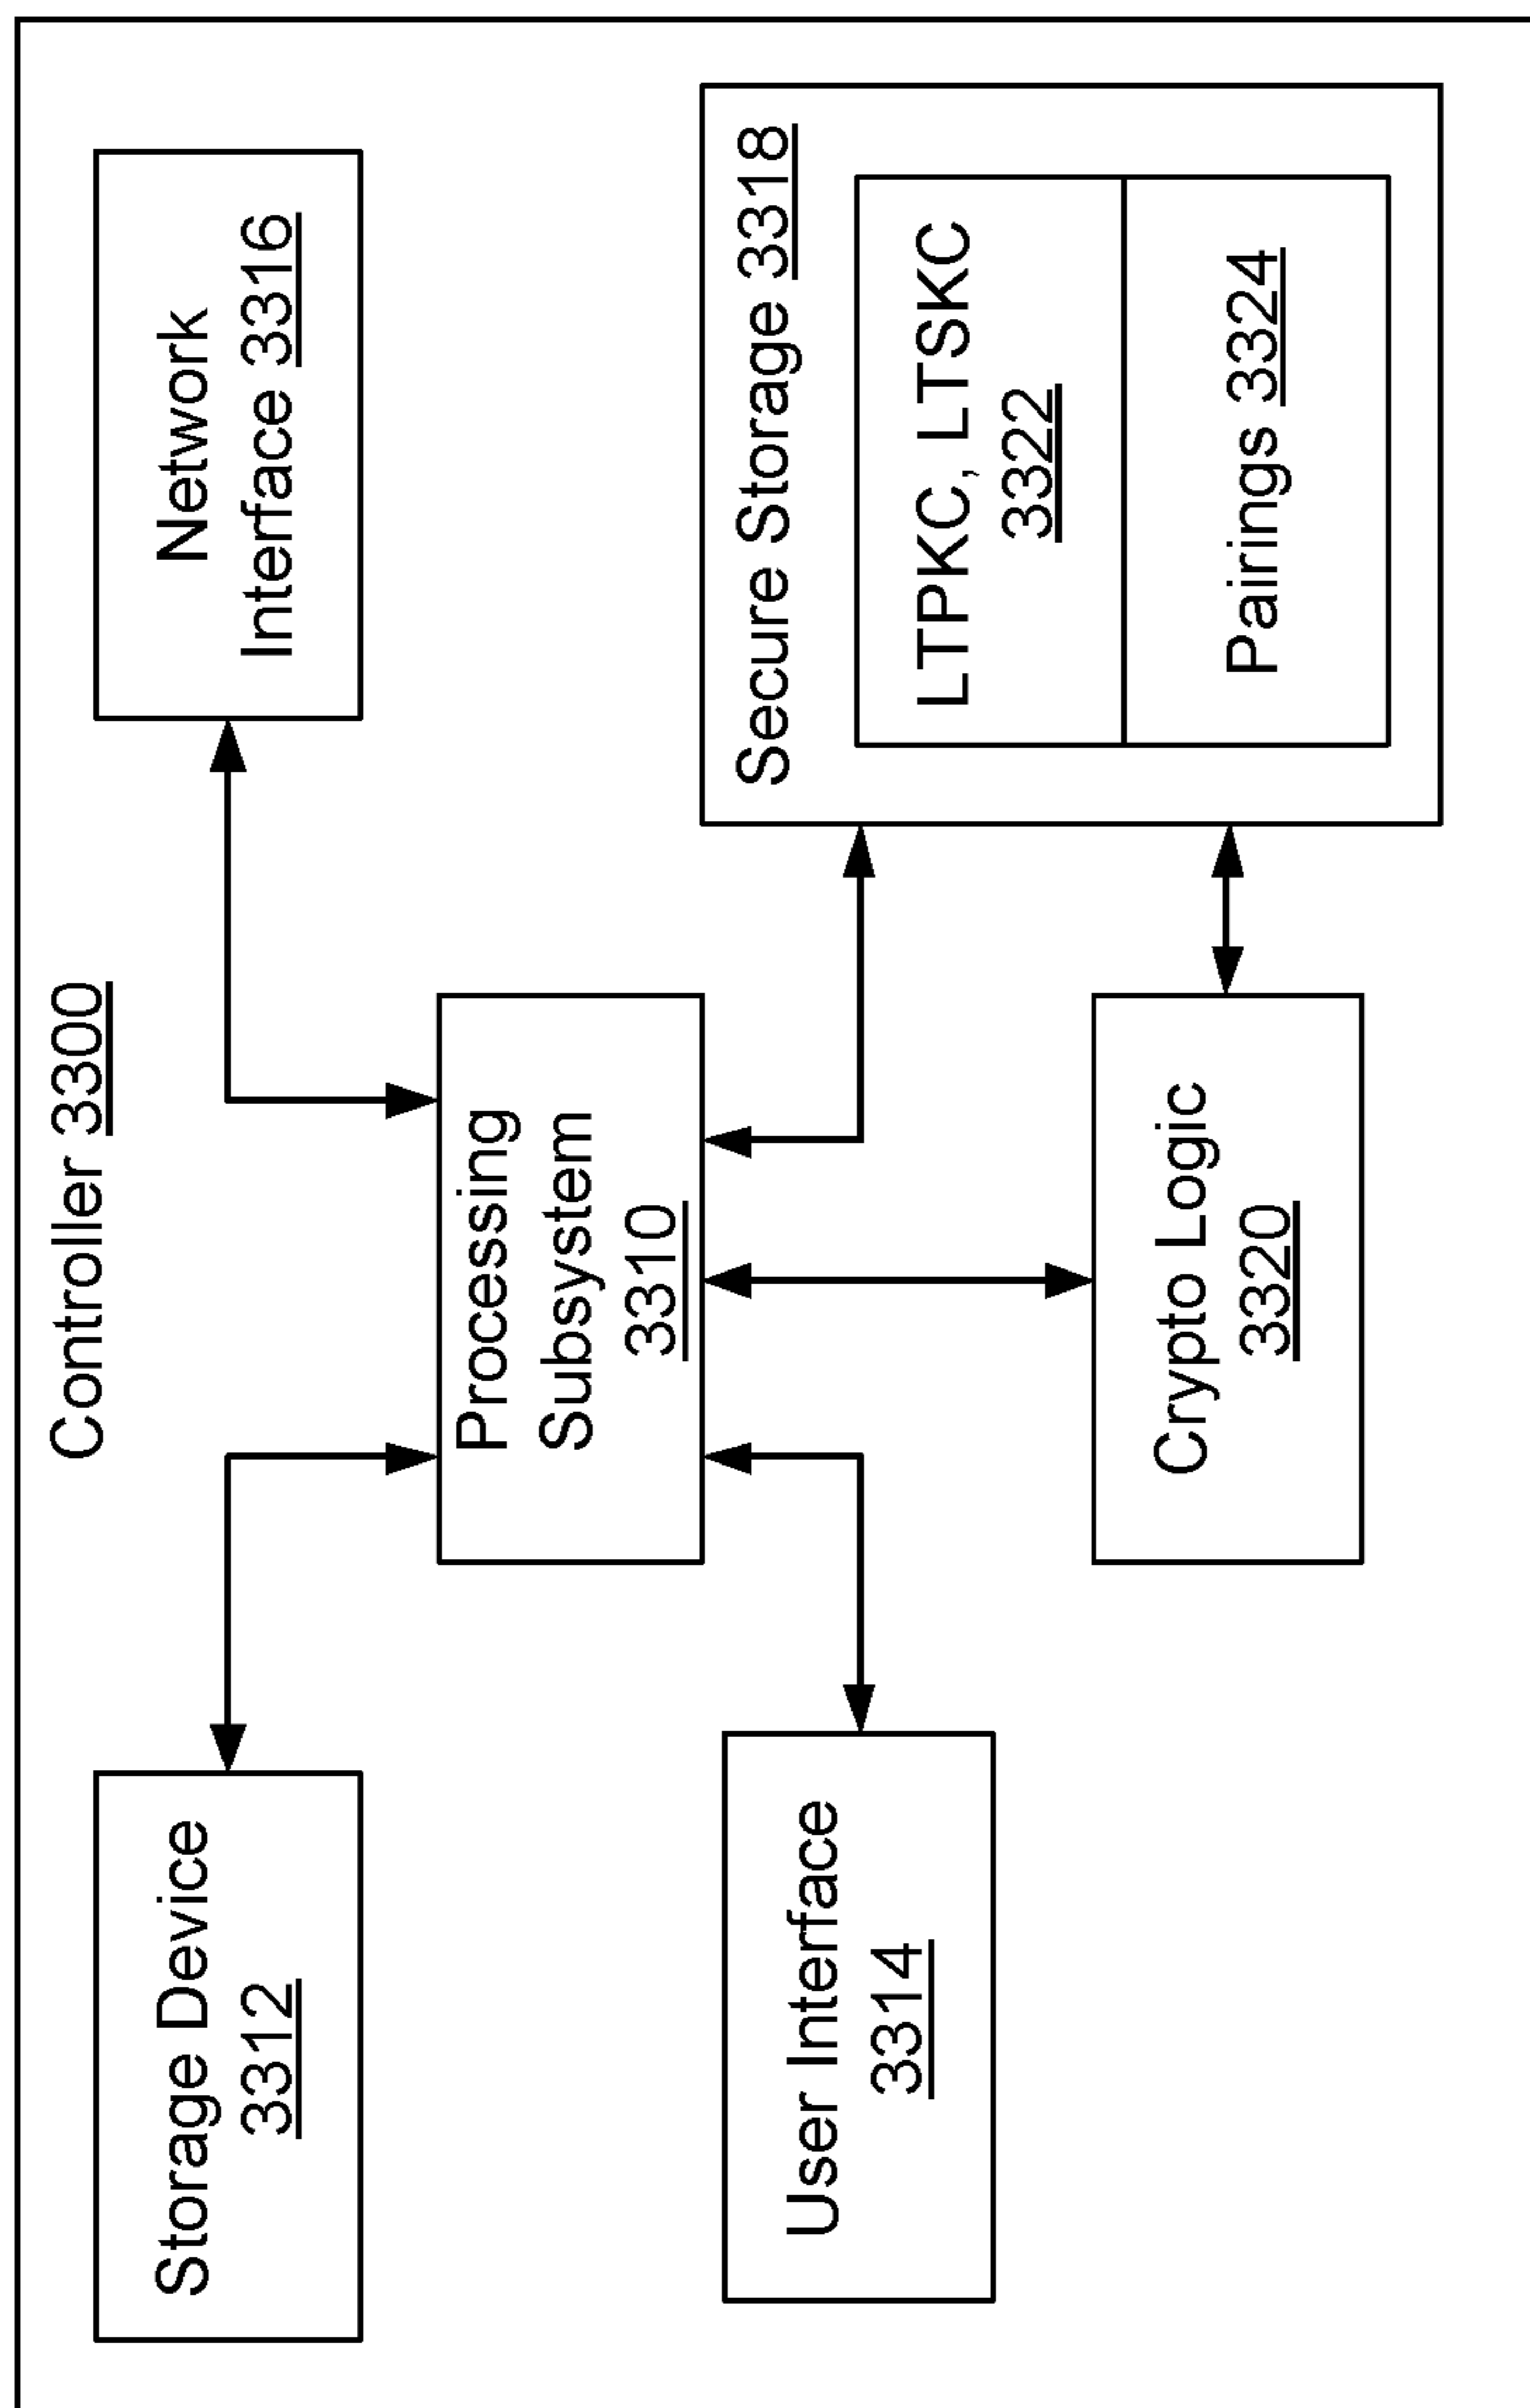 Controller 3300
Storage Device
3312
Network
Interface 3316
Processing
Subsystem
3310
User Interface
3314
Secure Storage 3318
LTPKC, LTSKC
3322
Pairings 3324
Crypto Logic
3320